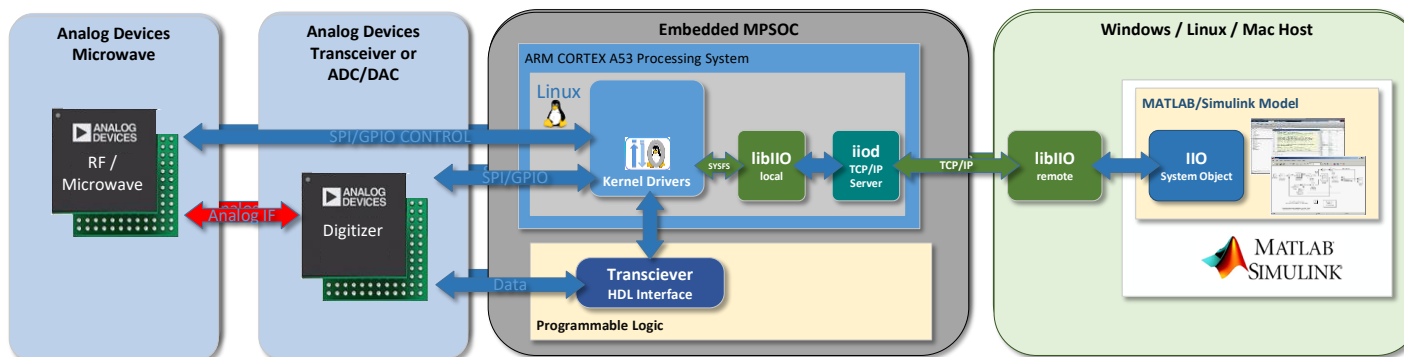 Analog Devices
Microwave
ANALOG
DEVICES
RF /
Microwave
Analog Devices
Transceiver or
ADC/DAC
SPI/GPIO CONTROL
SPI/GPIO
Analog IF
ANALOG
DEVICES
Digitizer
Data
Embedded MPSOC
ARM CORTEX A53 Processing System
Linux
Kernel Drivers
SYSFS
libIIO
local
iiod
TCP/IP
Server
Transciever
HDL Interface
Programmable Logic
TCP/IP
Windows / Linux / Mac Host
libIIO
remote
MATLAB/Simulink Model
IIO
System Object
MATLAB
SIMULINK®